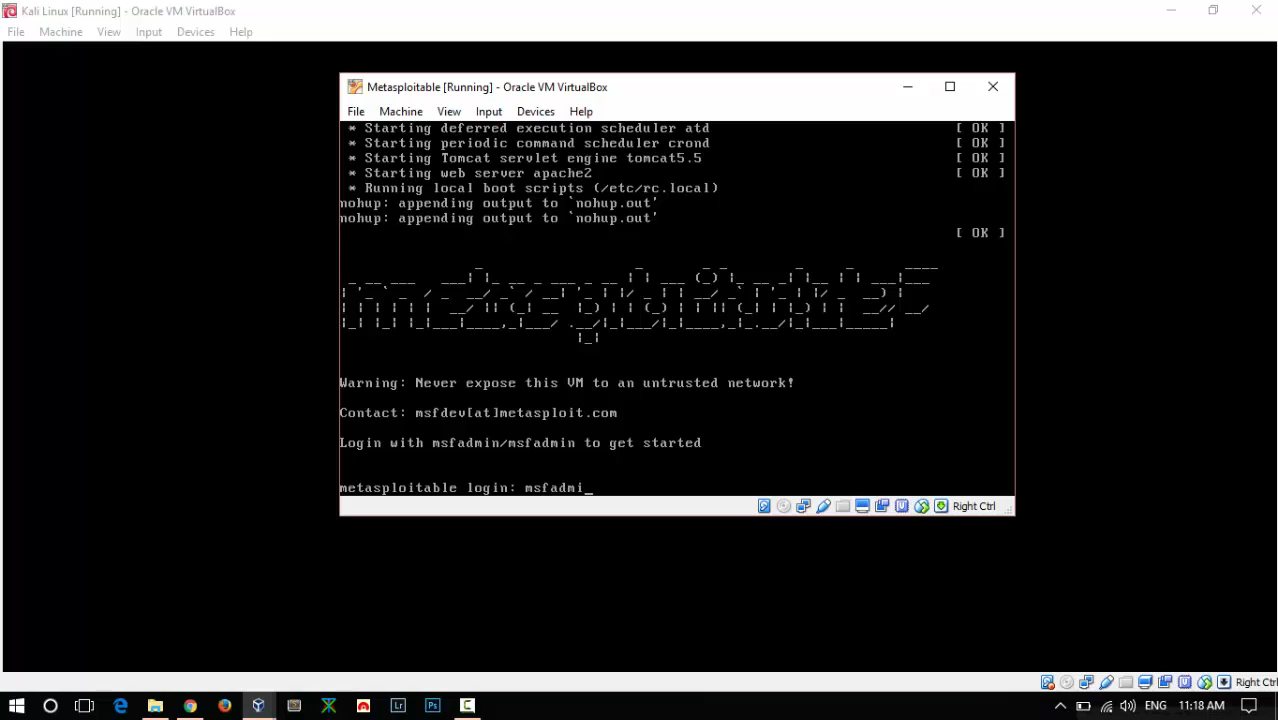 Kali Linux [Running] - Oracle VM VirtualBox
File Machine View Input Devices Help
Metasploitable [Running] - Oracle VM VirtualBox
File Machine View Input Devices Help
* Starting deferred execution scheduler atd [ OK ]
* Starting periodic command scheduler crond [ OK ]
* Starting Tomcat servlet engine tomcat5.5 [ OK ]
* Starting web server apache2 [ OK ]
* Running local boot scripts (/etc/rc.local)
nohup: appending output to `nohup.out'
nohup: appending output to `nohup.out'
[ OK ]
metasploitable2
Warning: Never expose this VM to an untrusted network!
Contact: msfdev[at]metasploit.com
Login with msfadmin/msfadmin to get started
metasploitable login: msfadmi_
Right Ctrl
Right Ctrl
Lr
Ps
C
ENG
11:18 AM